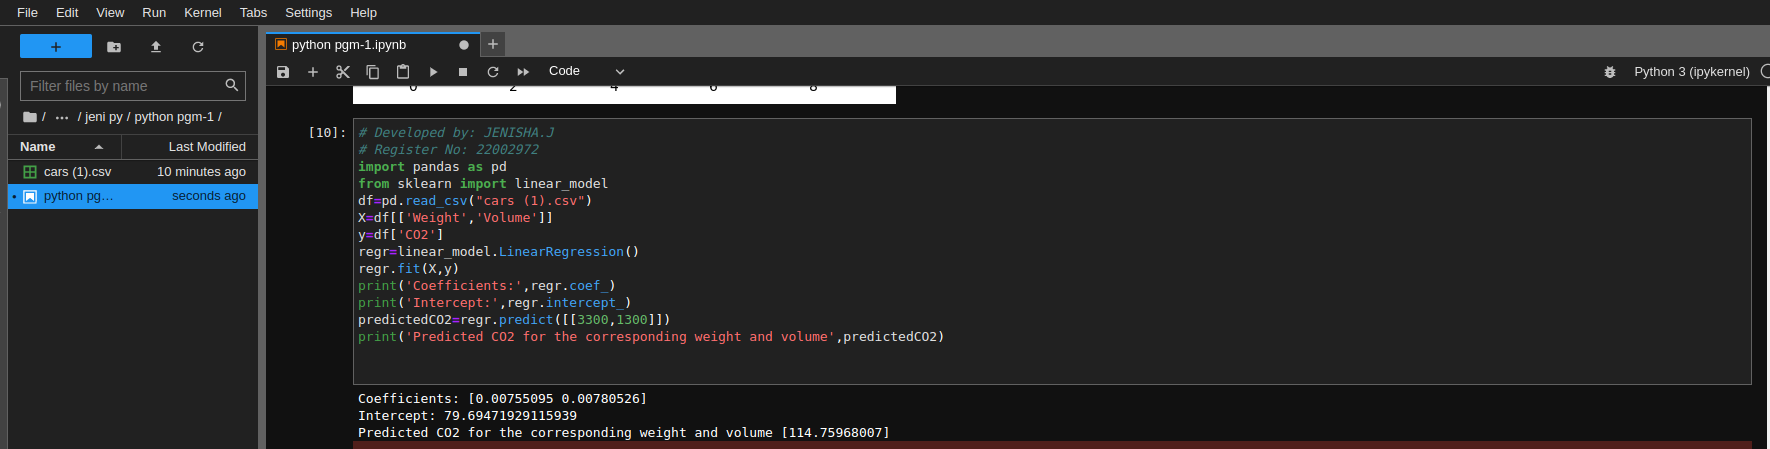 File Edit View Run Kernel Tabs Settings Help
python pgm-1.ipynb
Code
Python 3 (ipykernel)
Filter files by name
/ ··· / jeni py / python pgm-1 /
Name Last Modified
cars (1).csv 10 minutes ago
python pg… seconds ago
0 2 4 6 8
[10]:
# Developed by: JENISHA.J
# Register No: 22002972
import pandas as pd
from sklearn import linear_model
df=pd.read_csv("cars (1).csv")
X=df[['Weight','Volume']]
y=df['CO2']
regr=linear_model.LinearRegression()
regr.fit(X,y)
print('Coefficients:',regr.coef_)
print('Intercept:',regr.intercept_)
predictedCO2=regr.predict([[3300,1300]])
print('Predicted CO2 for the corresponding weight and volume',predictedCO2)
Coefficients: [0.00755095 0.00780526]
Intercept: 79.69471929115939
Predicted CO2 for the corresponding weight and volume [114.75968007]